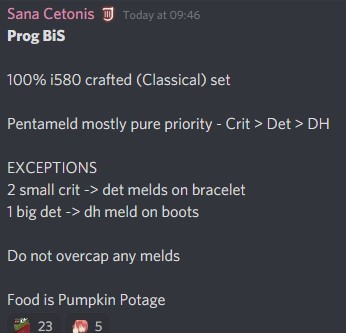 Sana Cetonis Today at 09:46
Prog BiS
100% i580 crafted (Classical) set
Pentameld mostly pure priority - Crit > Det > DH
EXCEPTIONS
2 small crit -> det melds on bracelet
1 big det -> dh meld on boots
Do not overcap any melds
Food is Pumpkin Potage
23 5